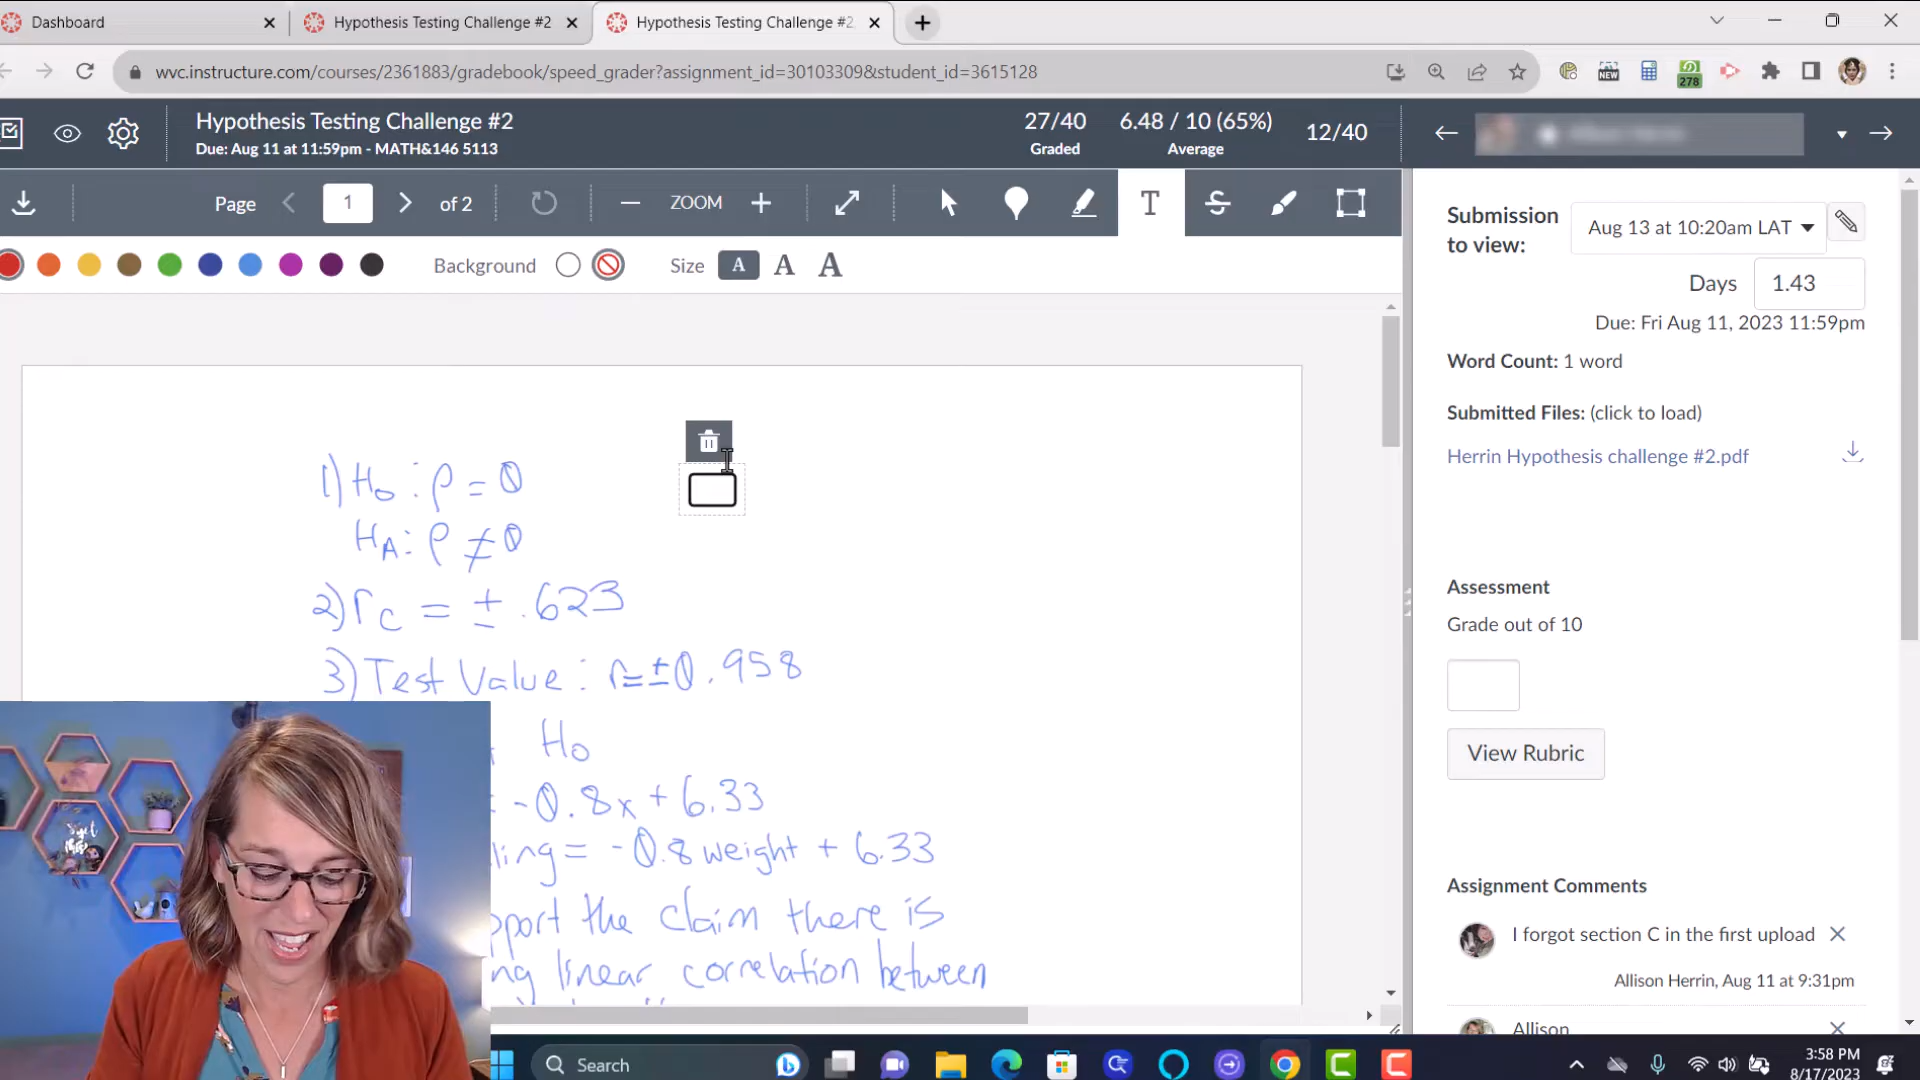 Dashboard
Hypothesis Testing Challenge #2
Hypothesis Testing Challenge #2
wvc.instructure.com/courses/2361883/gradebook/speed_grader?assignment_id=30103309&student_id=3615128
NEW
278
Hypothesis Testing Challenge #2
Due: Aug 11 at 11:59pm - MATH&146 5113
27/40
Graded
6.48 / 10 (65%)
Average
12/40
Page
1
of 2
ZOOM
T
Background
Size
A
A
A
1) H₀ : ρ = 0
Hₐ : ρ ≠ 0
2) r_c = ± .623
3) Test Value : r = ± 0.958
H₀
= -0.8x + 6.33
ling = -0.8 weight + 6.33
pport the claim there is
ng linear correlation between
Submission to view:
Aug 13 at 10:20am LAT
Days
1.43
Due: Fri Aug 11, 2023 11:59pm
Word Count: 1 word
Submitted Files: (click to load)
Herrin Hypothesis challenge #2.pdf
Assessment
Grade out of 10
View Rubric
Assignment Comments
I forgot section C in the first upload
Allison Herrin, Aug 11 at 9:31pm
Allison
Search
3:58 PM
8/17/2023